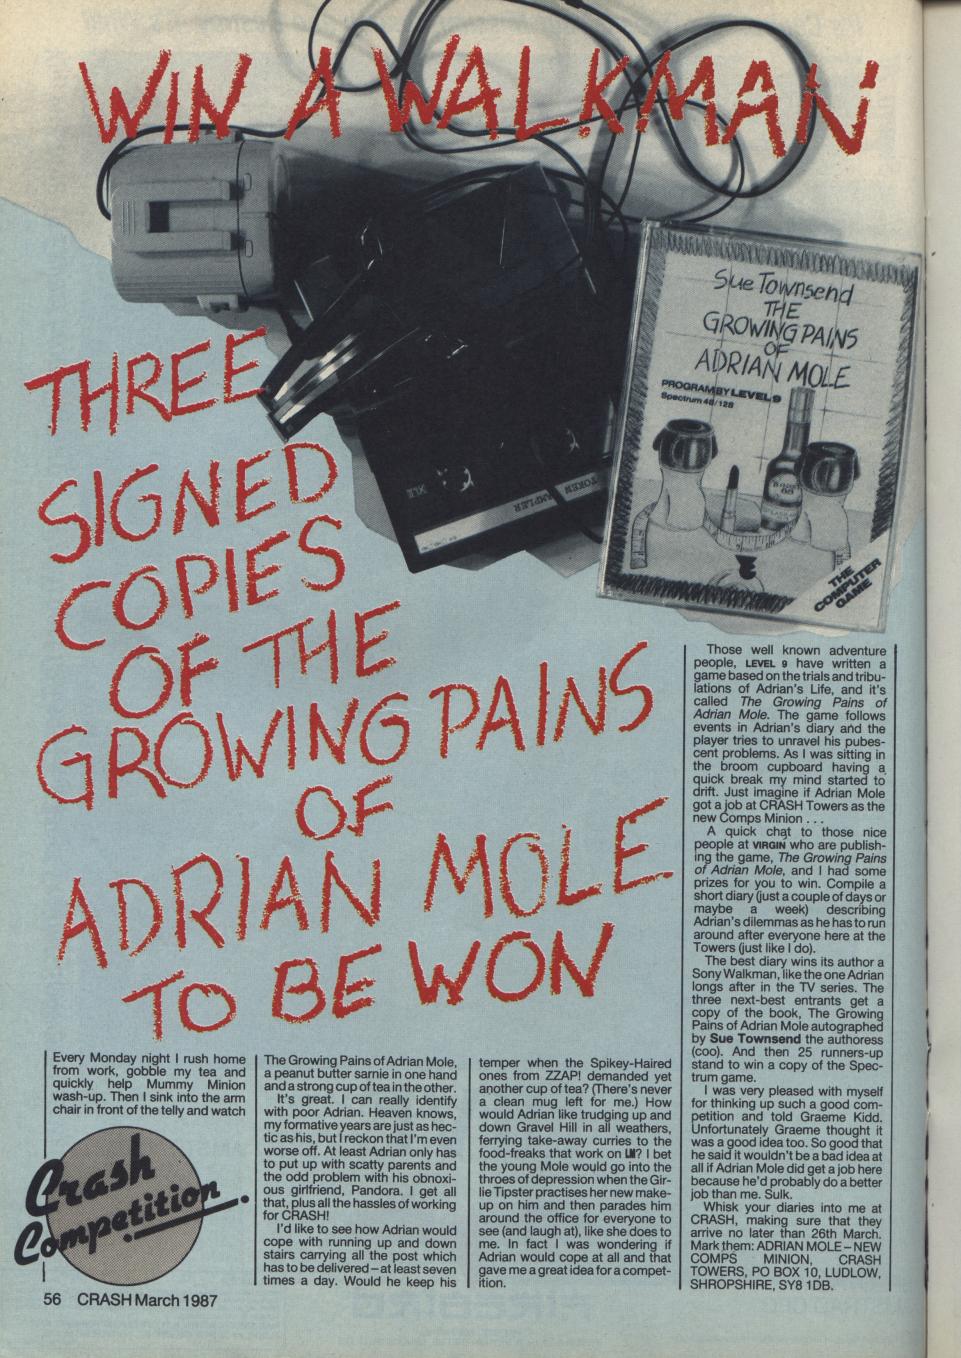 WIN A WALKMAN
THREE
SIGNED
COPIES
OF THE
GROWING PAINS
OF
ADRIAN MOLE
TO BE WON
Sue Townsend
THE
GROWING PAINS
OF
ADRIAN MOLE
PROGRAM BY LEVEL 9
Spectrum 48/128
THE
COMPUTER
GAME
XLII
TOKEN
Every Monday night I rush home
from work, gobble my tea and
quickly help Mummy Minion
wash-up. Then I sink into the arm
chair in front of the telly and watch
Crash
Competition
The Growing Pains of Adrian Mole,
a peanut butter sarnie in one hand
and a strong cup of tea in the other.
It's great. I can really identify
with poor Adrian. Heaven knows,
my formative years are just as hec-
tic as his, but I reckon that I'm even
worse off. At least Adrian only has
to put up with scatty parents and
the odd problem with his obnoxi-
ous girlfriend, Pandora. I get all
that, plus all the hassles of working
for CRASH!
I'd like to see how Adrian would
cope with running up and down
stairs carrying all the post which
has to be delivered – at least seven
times a day. Would he keep his
temper when the Spikey-Haired
ones from ZZAP! demanded yet
another cup of tea? (There's never
a clean mug left for me.) How
would Adrian like trudging up and
down Gravel Hill in all weathers,
ferrying take-away curries to the
food-freaks that work on LM? I bet
the young Mole would go into the
throes of depression when the Gir-
lie Tipster practises her new make-
up on him and then parades him
around the office for everyone to
see (and laugh at), like she does to
me. In fact I was wondering if
Adrian would cope at all and that
gave me a great idea for a compet-
ition.
Those well known adventure
people, LEVEL 9 have written a
game based on the trials and tribu-
lations of Adrian's Life, and it's
called The Growing Pains of
Adrian Mole. The game follows
events in Adrian's diary and the
player tries to unravel his pubes-
cent problems. As I was sitting in
the broom cupboard having a
quick break my mind started to
drift. Just imagine if Adrian Mole
got a job at CRASH Towers as the
new Comps Minion . . .
A quick chat to those nice
people at VIRGIN who are publish-
ing the game, The Growing Pains
of Adrian Mole, and I had some
prizes for you to win. Compile a
short diary (just a couple of days or
maybe a week) describing
Adrian's dilemmas as he has to run
around after everyone here at the
Towers (just like I do).
The best diary wins its author a
Sony Walkman, like the one Adrian
longs after in the TV series. The
three next-best entrants get a
copy of the book, The Growing
Pains of Adrian Mole autographed
by Sue Townsend the authoress
(coo). And then 25 runners-up
stand to win a copy of the Spec-
trum game.
I was very pleased with myself
for thinking up such a good com-
petition and told Graeme Kidd.
Unfortunately Graeme thought it
was a good idea too. So good that
he said it wouldn't be a bad idea at
all if Adrian Mole did get a job here
because he'd probably do a better
job than me. Sulk.
Whisk your diaries into me at
CRASH, making sure that they
arrive no later than 26th March.
Mark them: ADRIAN MOLE – NEW
COMPS MINION, CRASH
TOWERS, PO BOX 10, LUDLOW,
SHROPSHIRE, SY8 1DB.
56 CRASH March 1987